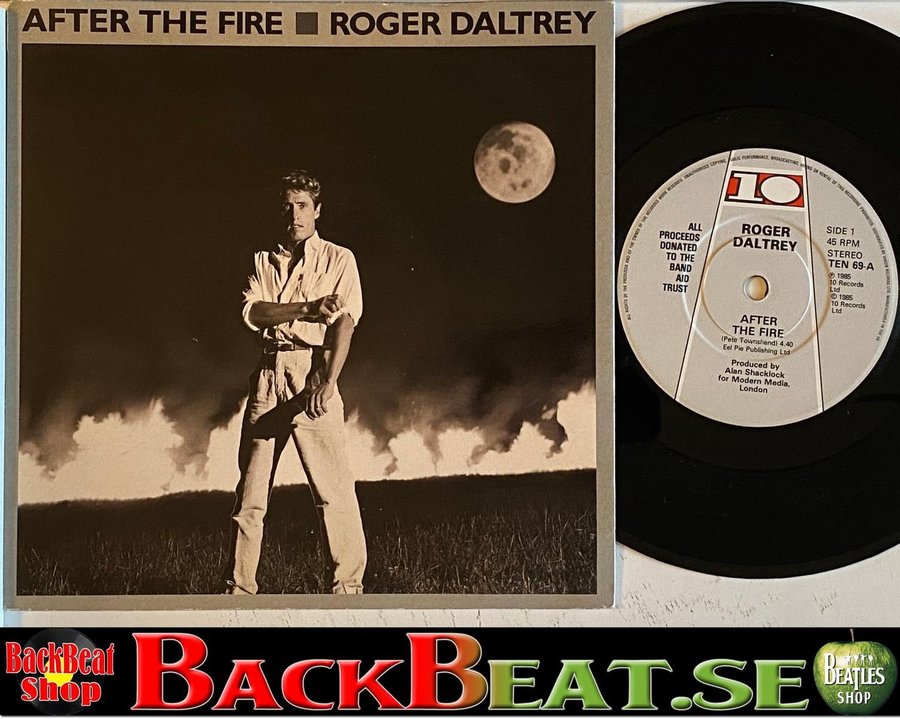 AFTER THE FIRE ■ ROGER DALTREY
10
ROGER
DALTREY
ALL
PROCEEDS
DONATED
TO THE
BAND
AID
TRUST
SIDE 1
45 RPM
STEREO
TEN 69-A
℗ 1985
10 Records
Ltd
© 1985
10 Records
Ltd
AFTER
THE FIRE
(Pete Townshend) 4.40
Eel Pie Publishing Ltd
Produced by
Alan Shacklock
for Modern Media,
London
BackBeat
Shop
BACKBEAT.SE
BEATLES
SHOP